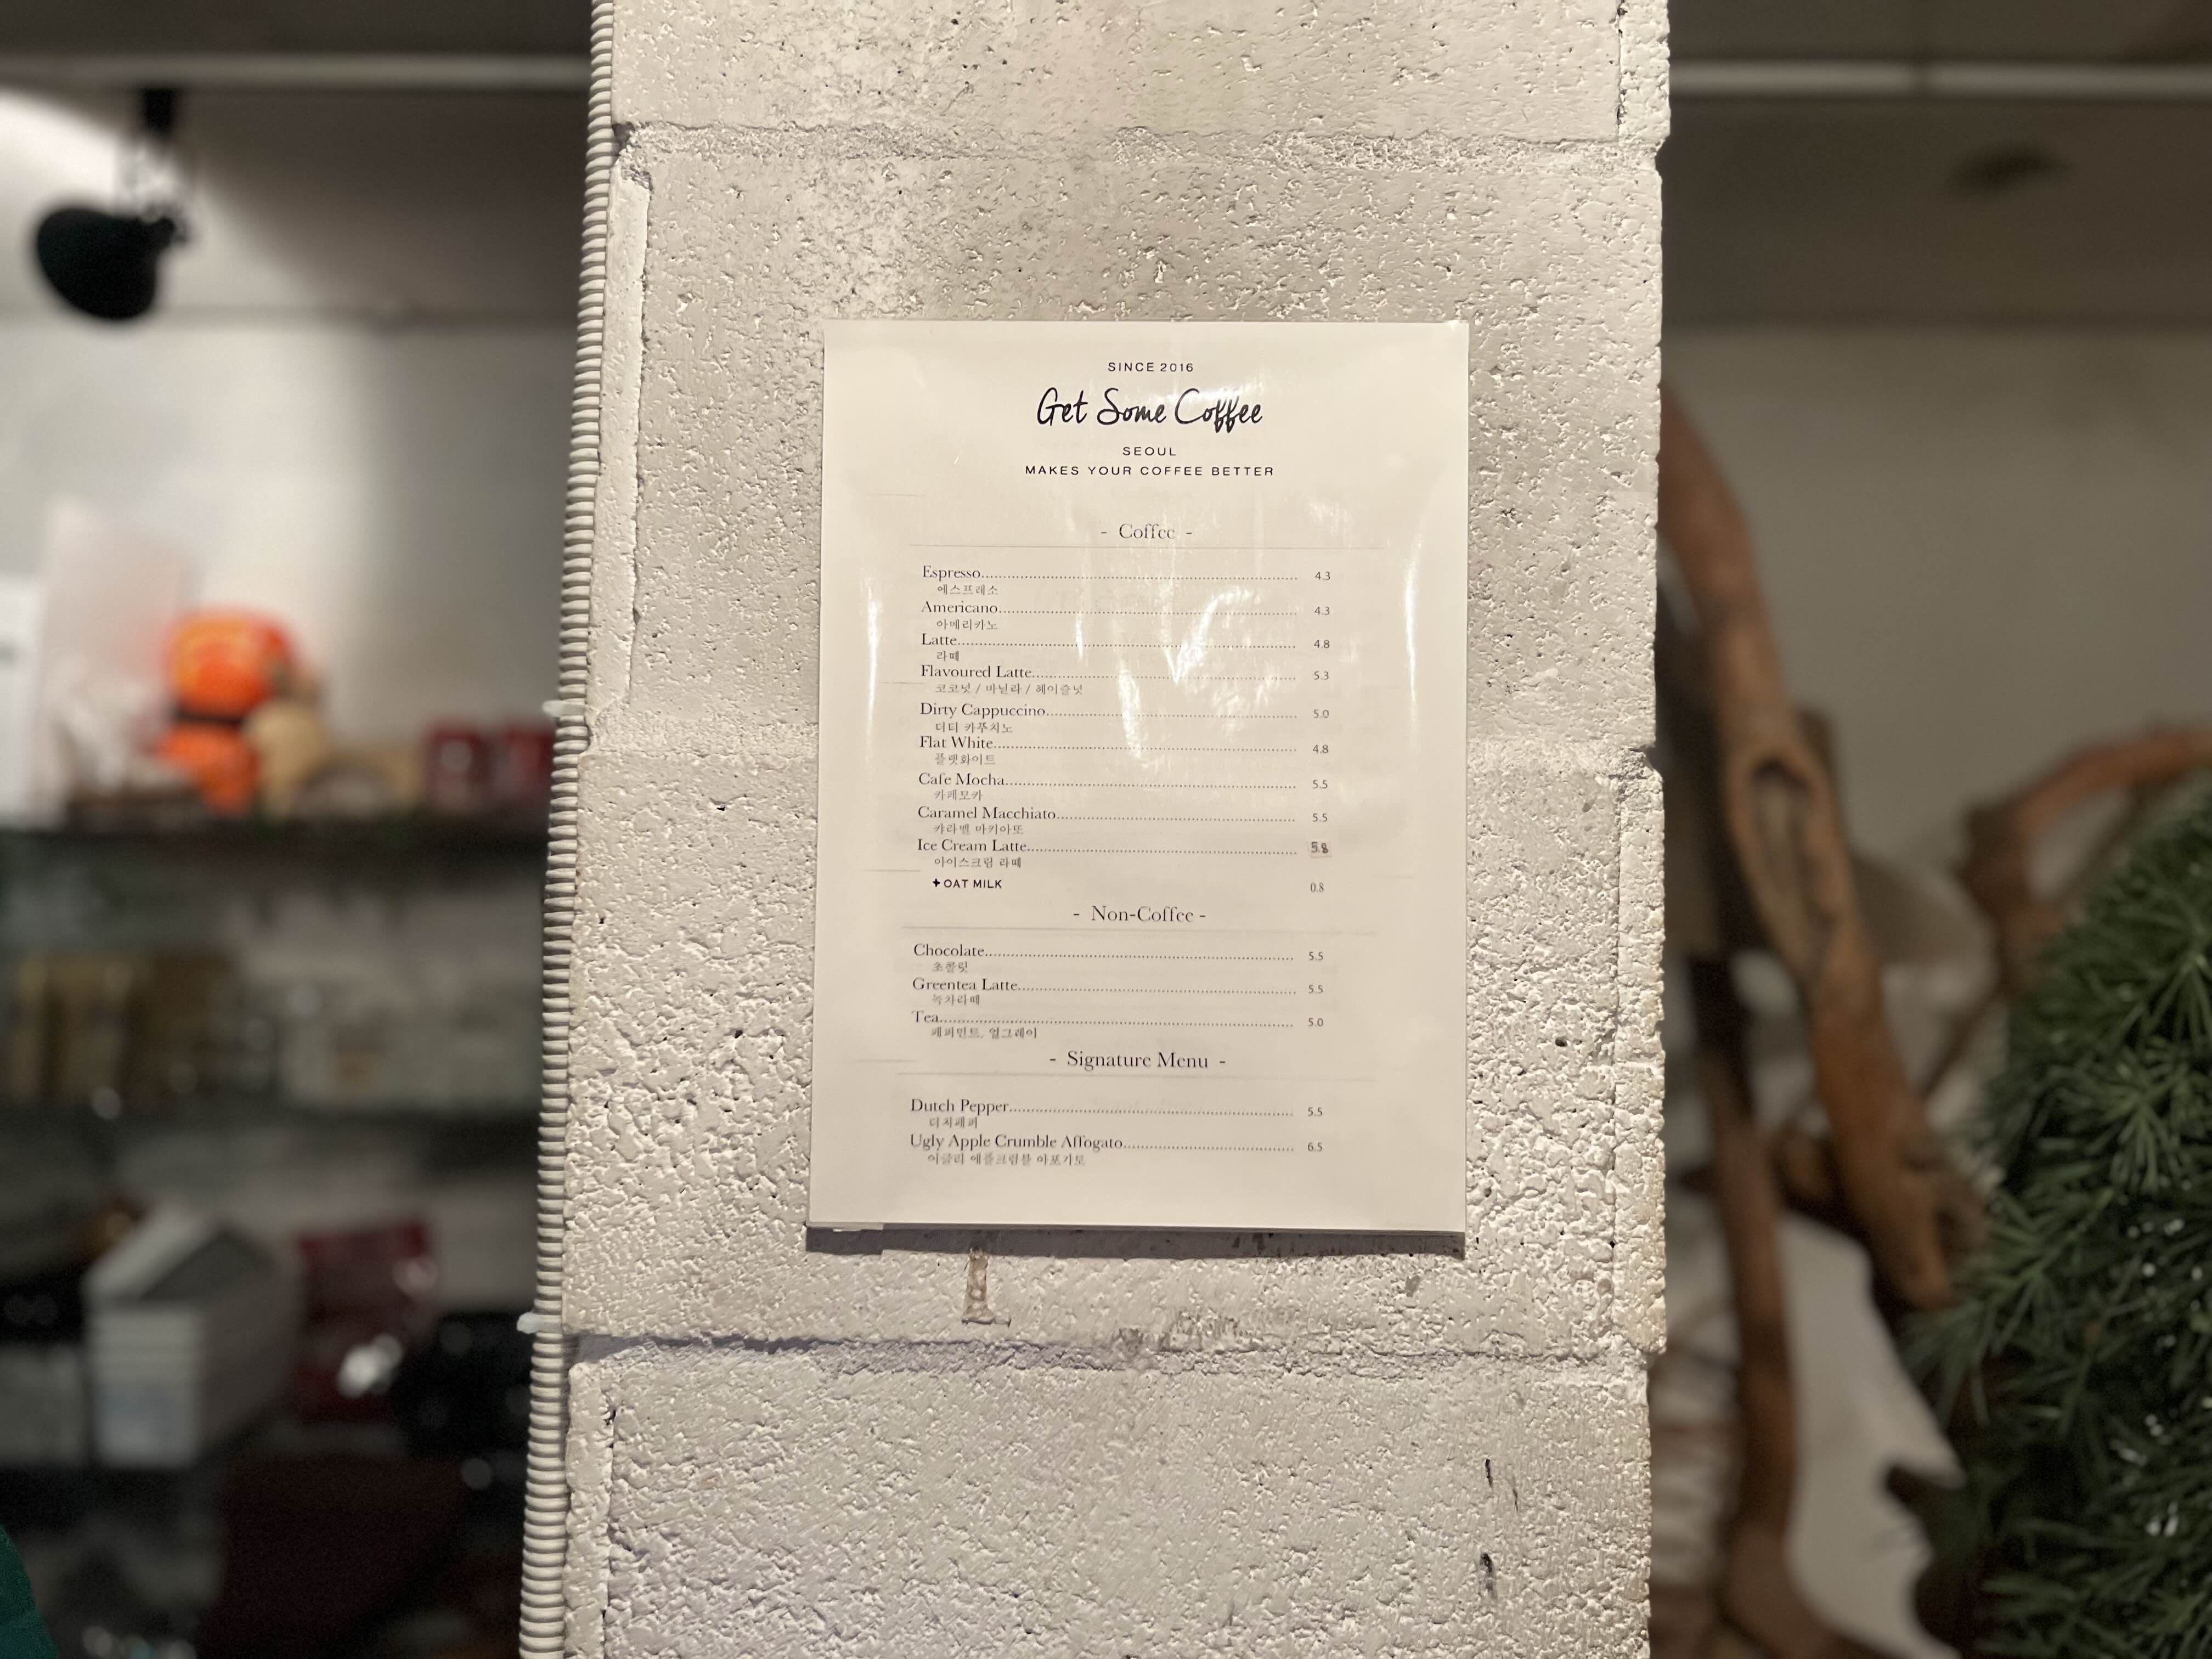 SINCE 2016
Get Some Coffee
SEOUL
MAKES YOUR COFFEE BETTER
- Coffee -
Espresso 4.3
에스프레소
Americano 4.3
아메리카노
Latte 4.8
라떼
Flavoured Latte 5.3
코코넛 / 바닐라 / 헤이즐넛
Dirty Cappuccino 5.0
더티 카푸치노
Flat White 4.8
플랫화이트
Cafe Mocha 5.5
카페모카
Caramel Macchiato 5.5
캬라멜 마키아또
Ice Cream Latte
아이스크림 라떼
+OAT MILK 0.8
- Non-Coffee -
Chocolate 5.5
초콜릿
Greentea Latte 5.5
녹차라떼
Tea 5.0
페퍼민트, 얼그레이
- Signature Menu -
Dutch Pepper 5.5
더치페퍼
Ugly Apple Crumble Affogato 6.5
어글리 애플크럼블 아포가토